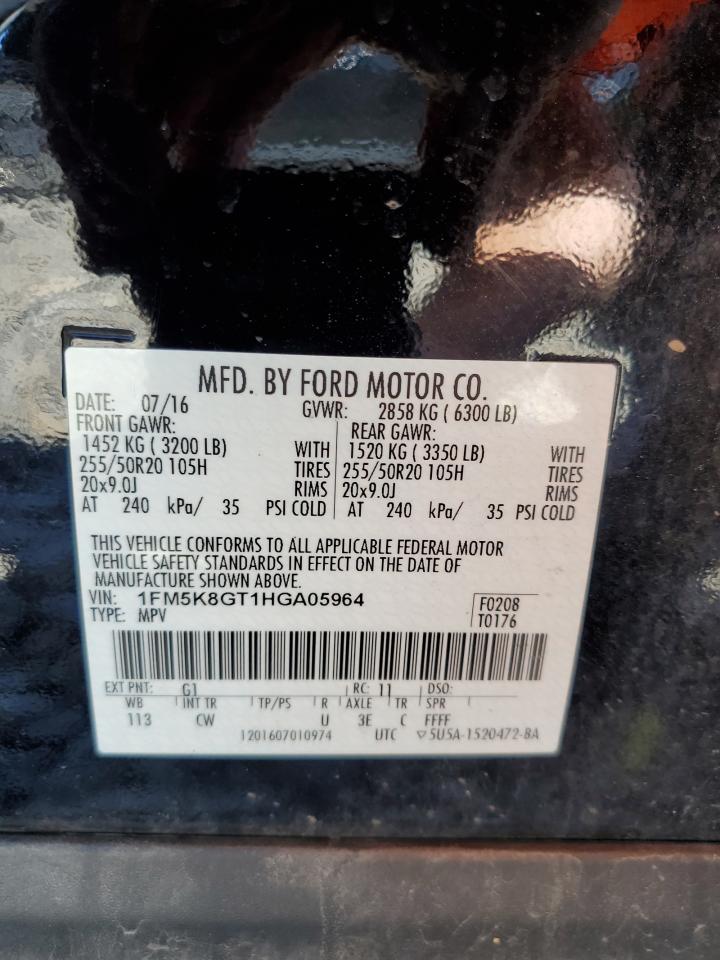 MFD. BY FORD MOTOR CO.
DATE: 07/16 GVWR: 2858 KG ( 6300 LB)
FRONT GAWR: REAR GAWR:
1452 KG ( 3200 LB) WITH 1520 KG ( 3350 LB) WITH
255/50R20 105H TIRES 255/50R20 105H TIRES
20x9.0J RIMS 20x9.0J RIMS
AT 240 kPa/ 35 PSI COLD AT 240 kPa/ 35 PSI COLD
THIS VEHICLE CONFORMS TO ALL APPLICABLE FEDERAL MOTOR
VEHICLE SAFETY STANDARDS IN EFFECT ON THE DATE OF
MANUFACTURE SHOWN ABOVE.
VIN: 1FM5K8GT1HGA05964 F0208
TYPE: MPV T0176
EXT PNT: G1 RC: 11 DSO:
WB INT TR TP/PS R AXLE TR SPR
113 CW U 3E C FFFF
1201607010974 UTC ▽5U5A-1520472-BA